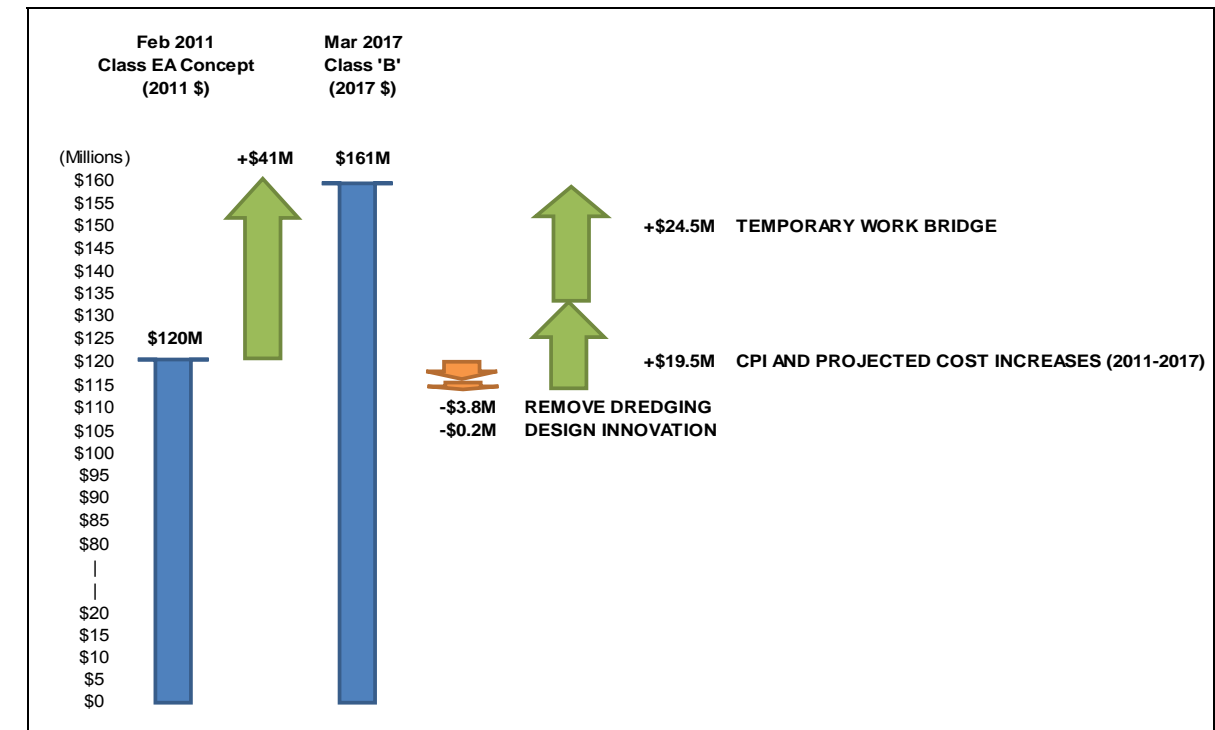 Feb 2011
Class EA Concept
(2011 $)
Mar 2017
Class 'B'
(2017 $)
(Millions)
+$41M
$161M
$160
$155
$150
+$24.5M TEMPORARY WORK BRIDGE
$145
$140
$135
$130
$125
$120M
$120
+$19.5M CPI AND PROJECTED COST INCREASES (2011-2017)
$115
$110
-$3.8M REMOVE DREDGING
$105
-$0.2M DESIGN INNOVATION
$100
$95
$90
$85
$80
|
|
$20
$15
$10
$5
$0